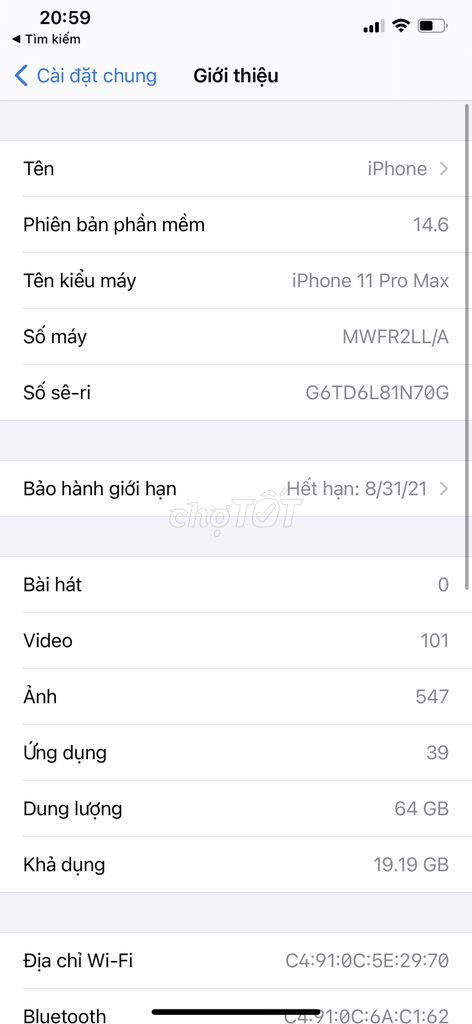 20:59
Tìm kiếm
Cài đặt chung
Giới thiệu
Tên
iPhone
Phiên bản phần mềm
14.6
Tên kiểu máy
iPhone 11 Pro Max
Số máy
MWFR2LL/A
Số sê-ri
G6TD6L81N70G
Bảo hành giới hạn
Hết hạn: 8/31/21
chợTỐT
Bài hát
0
Video
101
Ảnh
547
Ứng dụng
39
Dung lượng
64 GB
Khả dụng
19.19 GB
Địa chỉ Wi-Fi
C4:91:0C:5E:29:70
Bluetooth
C4:91:0C:6A:C1:62